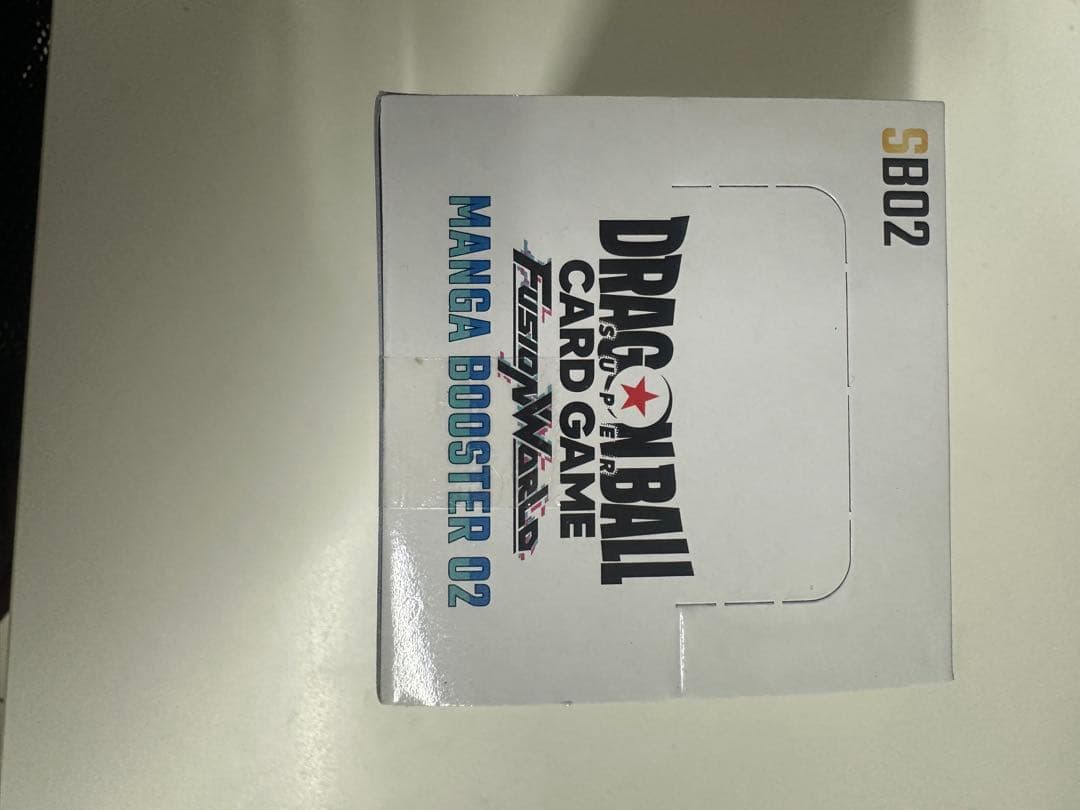 SB02
DRAGON BALL
SUPER
CARD GAME
FUSION WORLD
MANGA BOOSTER 02